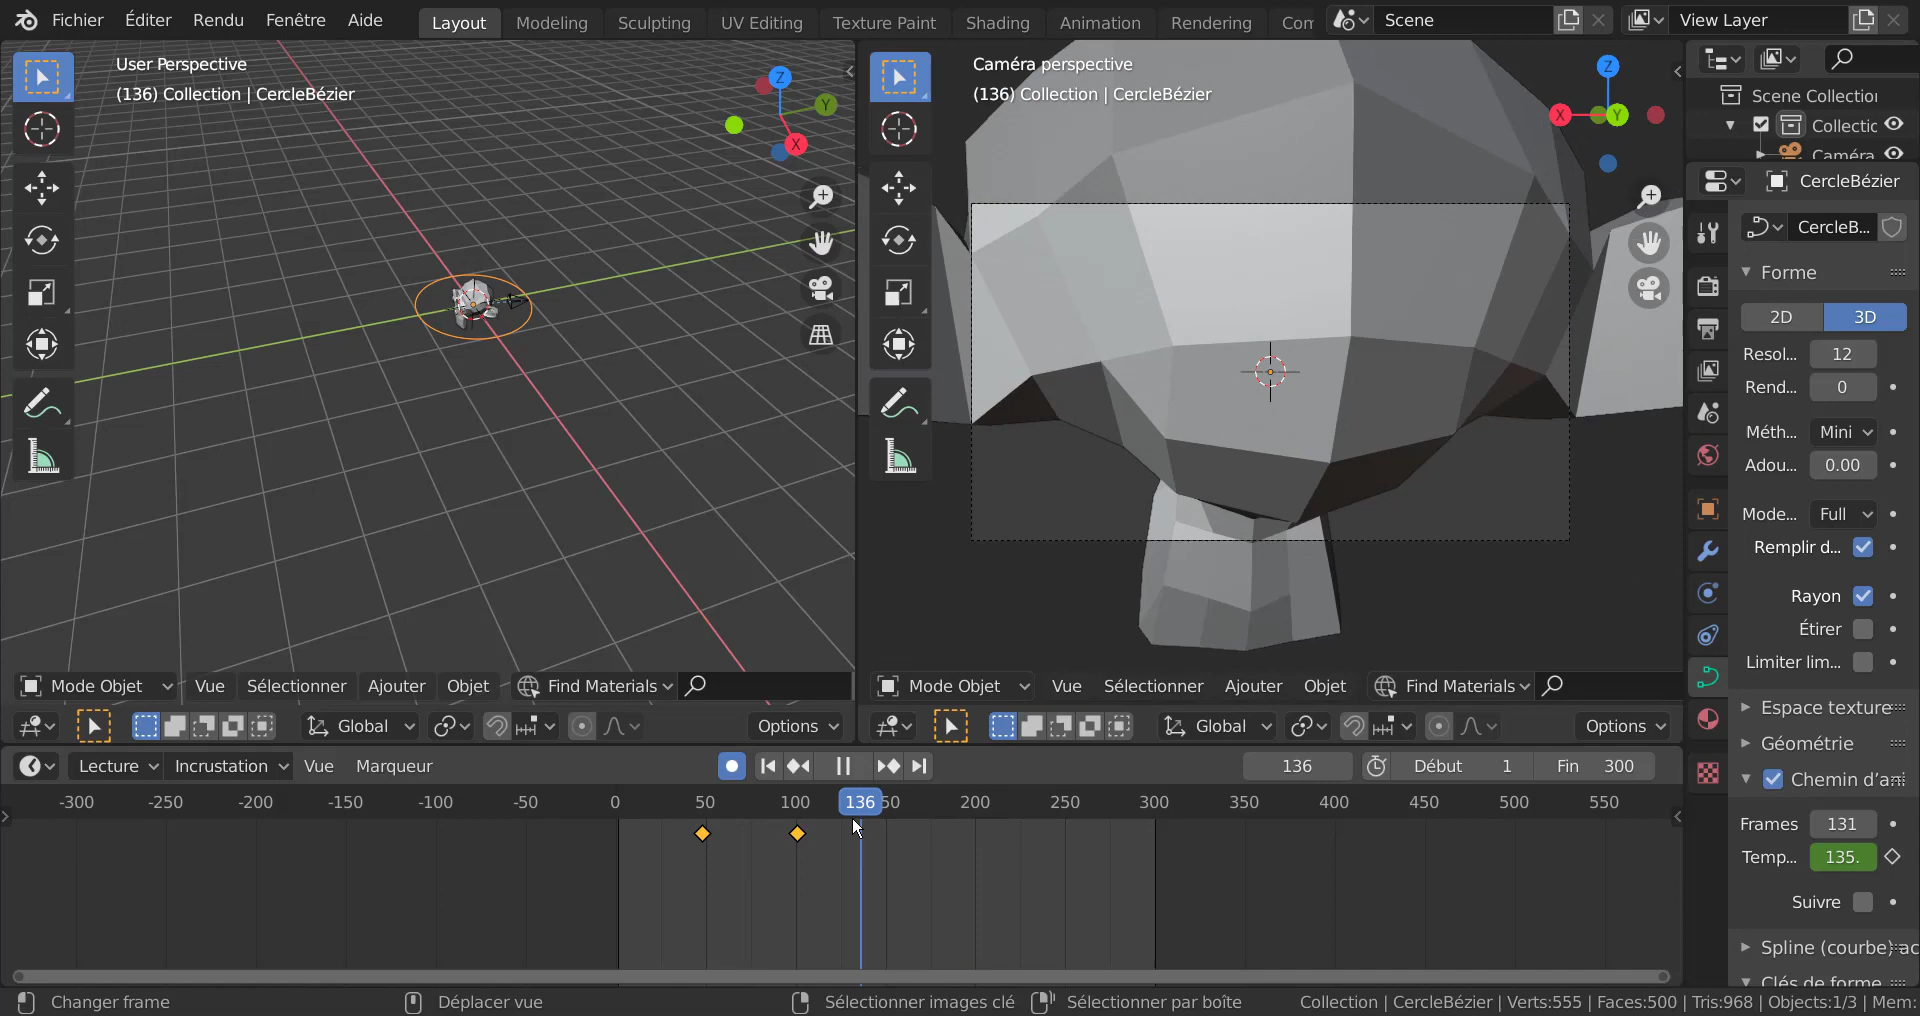 Fichier Éditer Rendu Fenêtre Aide Layout Modeling Sculpting UV Editing Texture Paint Shading Animation Rendering Com Scene View Layer
User Perspective
(136) Collection | CercleBézier
Z
Y
X
Caméra perspective
(136) Collection | CercleBézier
Z
X
Y
Scene Collection
Collectic
Caméra
CercleBézier
CercleB...
Forme
2D 3D
Resol... 12
Rend... 0
Méth... Mini
Adou... 0.00
Mode... Full
Remplir d...
Rayon
Étirer
Limiter lim...
Espace texture
Géométrie
Chemin d'ani
Frames 131
Temp... 135.
Suivre
Spline (courbe) ac
Clés de forme
Mode Objet Vue Sélectionner Ajouter Objet Find Materials
Global Options
Mode Objet Vue Sélectionner Ajouter Objet Find Materials
Global Options
Lecture Incrustation Vue Marqueur 136 Début 1 Fin 300
-300 -250 -200 -150 -100 -50 0 50 100 136 50 200 250 300 350 400 450 500 550
Changer frame Déplacer vue Sélectionner images clé Sélectionner par boîte Collection | CercleBézier | Verts:555 | Faces:500 | Tris:968 | Objects:1/3 | Mem: